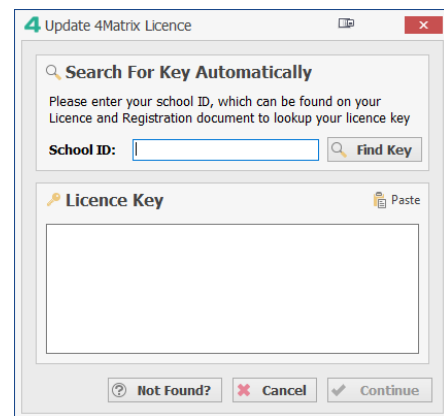 4 Update 4Matrix Licence
Search For Key Automatically
Please enter your school ID, which can be found on your
Licence and Registration document to lookup your licence key
School ID: Find Key
Licence Key Paste
Not Found? Cancel Continue